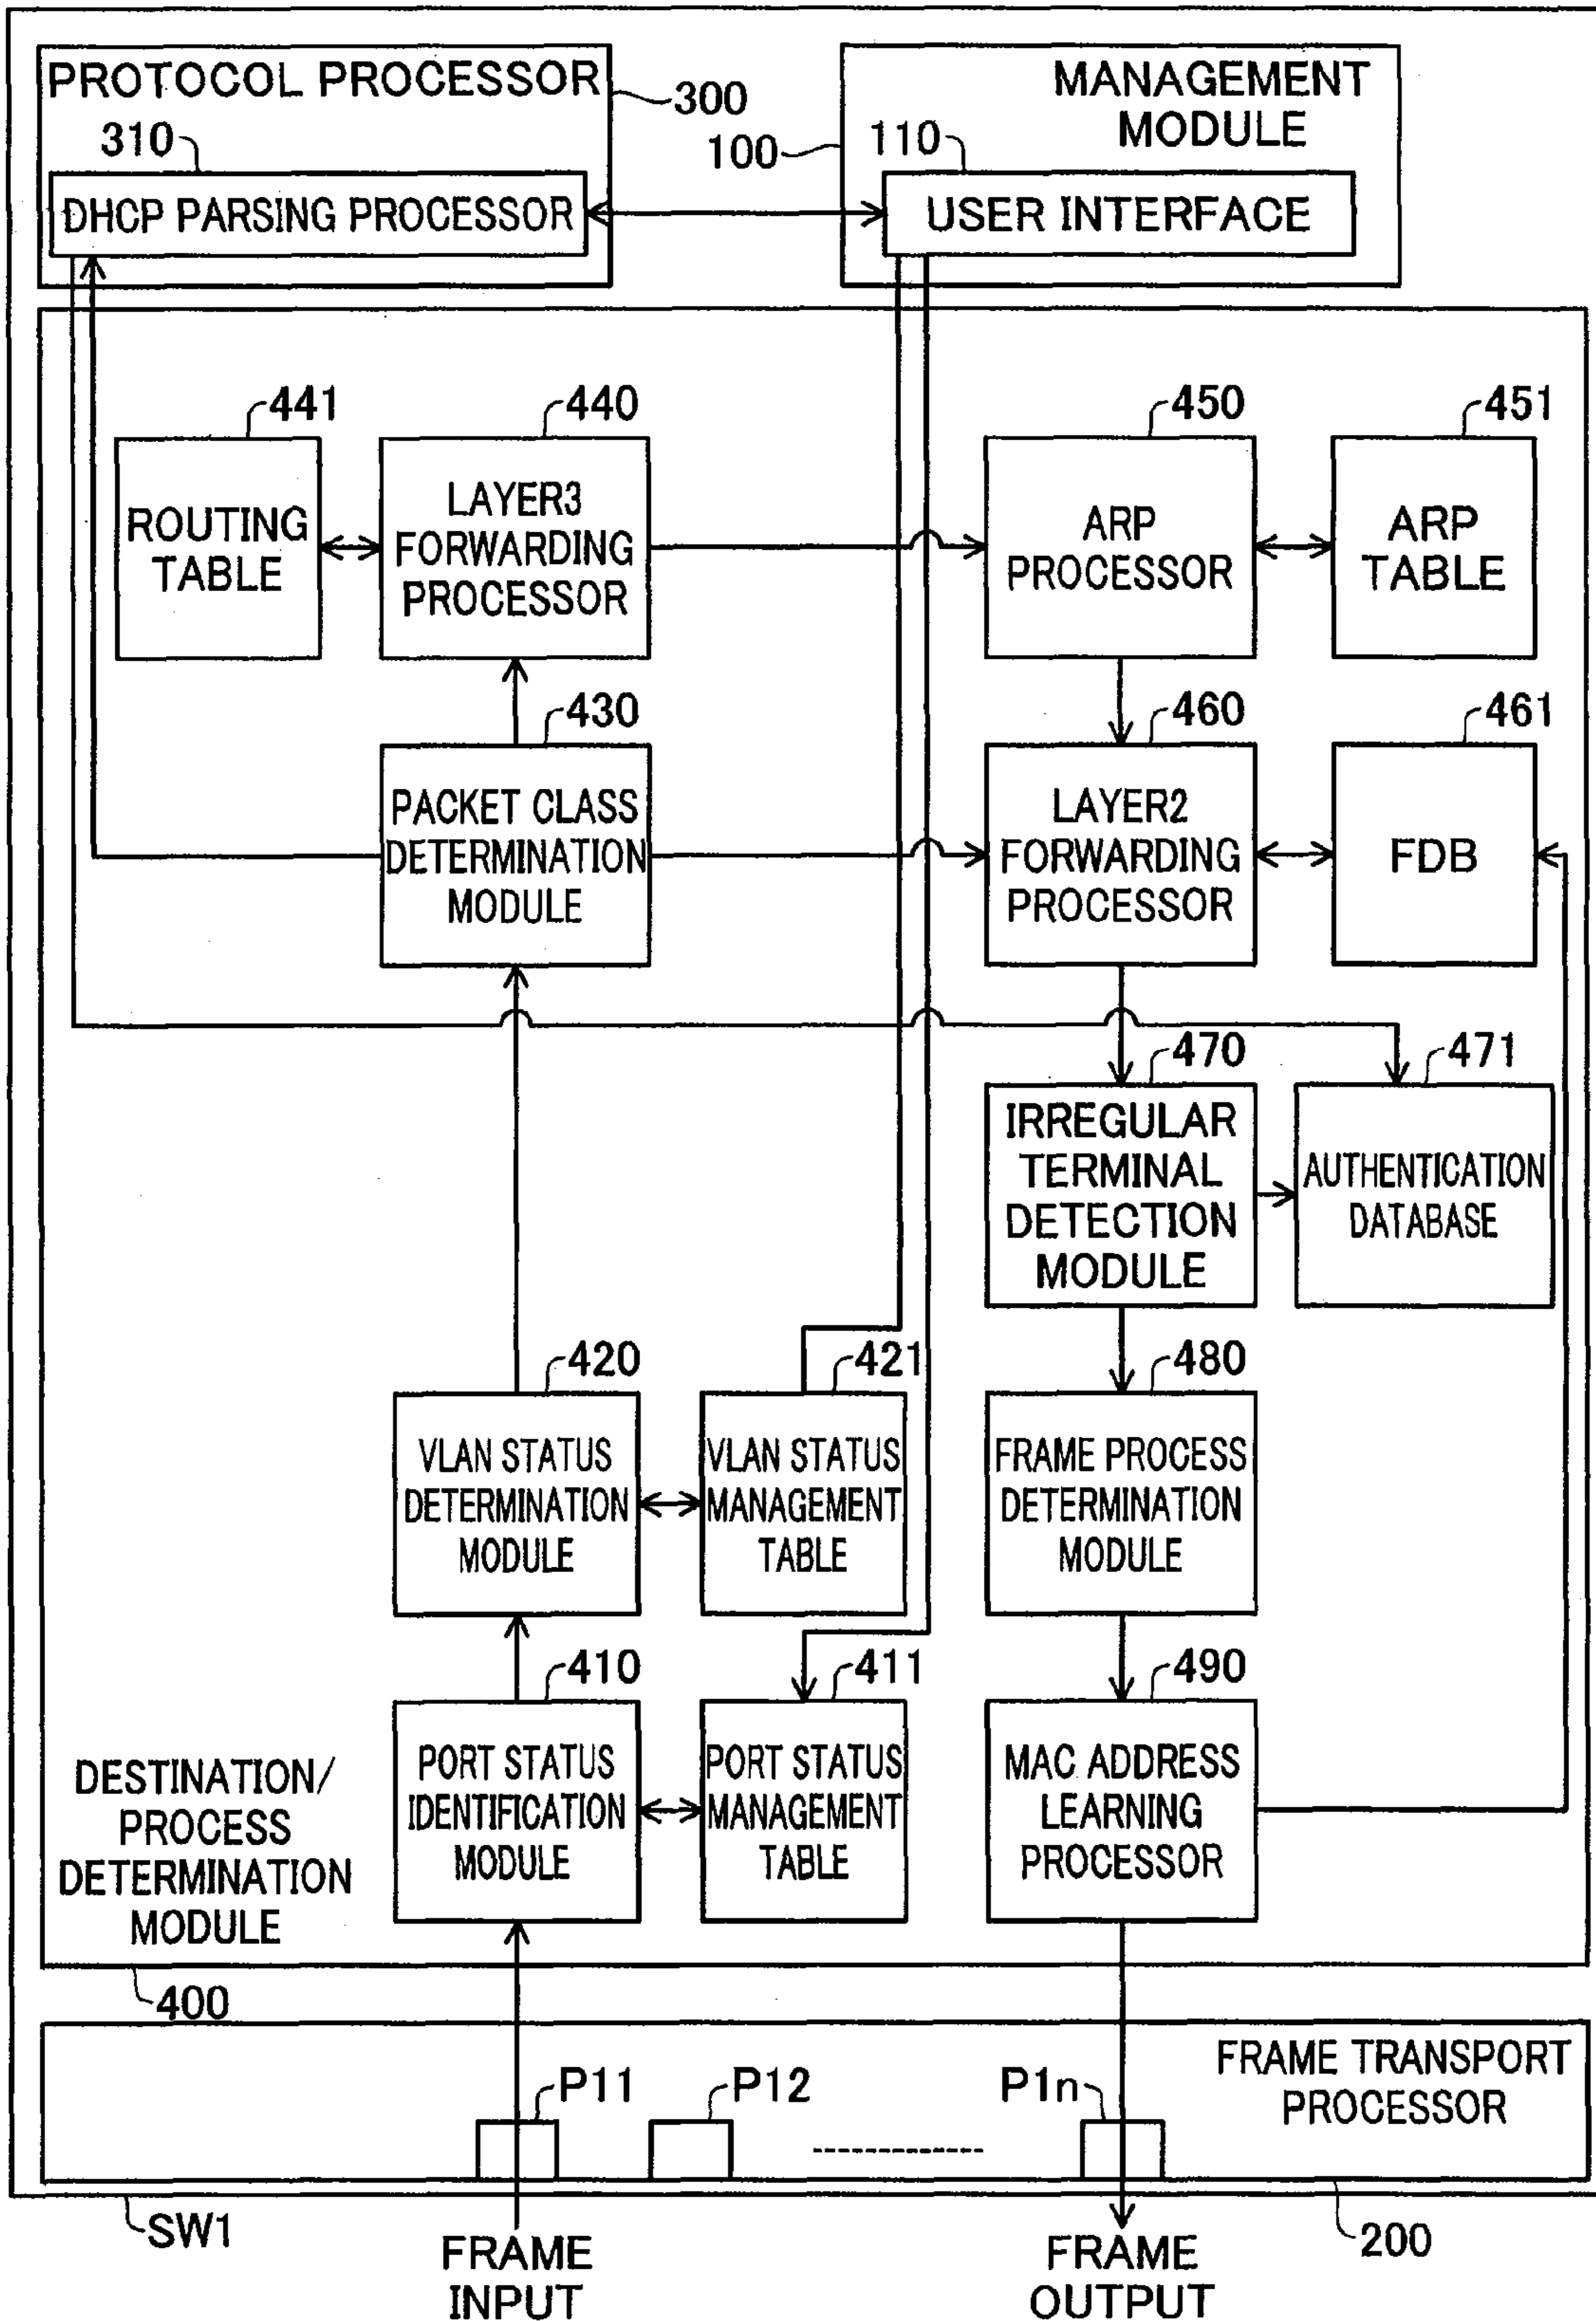 PROTOCOL PROCESSOR
300
310
DHCP PARSING PROCESSOR
MANAGEMENT
MODULE
100
110
USER INTERFACE
441
ROUTING
TABLE
440
LAYER3
FORWARDING
PROCESSOR
450
ARP
PROCESSOR
451
ARP
TABLE
430
PACKET CLASS
DETERMINATION
MODULE
460
LAYER2
FORWARDING
PROCESSOR
461
FDB
470
IRREGULAR
TERMINAL
DETECTION
MODULE
471
AUTHENTICATION
DATABASE
420
VLAN STATUS
DETERMINATION
MODULE
421
VLAN STATUS
MANAGEMENT
TABLE
480
FRAME PROCESS
DETERMINATION
MODULE
410
PORT STATUS
IDENTIFICATION
MODULE
411
PORT STATUS
MANAGEMENT
TABLE
490
MAC ADDRESS
LEARNING
PROCESSOR
DESTINATION/
PROCESS
DETERMINATION
MODULE
400
P11
P12
P1n
FRAME TRANSPORT
PROCESSOR
SW1
200
FRAME
INPUT
FRAME
OUTPUT